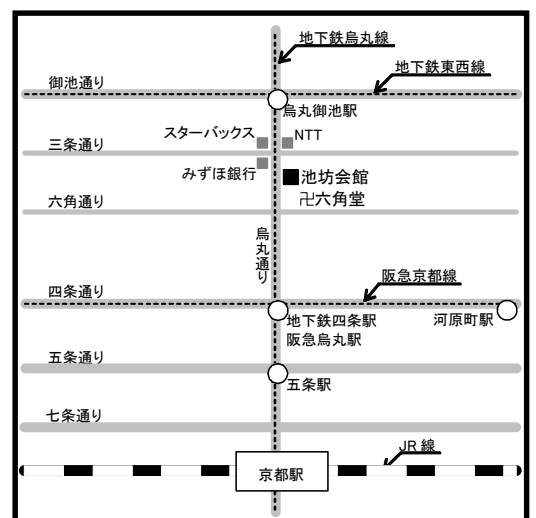 地下鉄烏丸線
地下鉄東西線
御池通り
烏丸御池駅
スターバックス
NTT
三条通り
みずほ銀行
池坊会館
卍六角堂
六角通り
烏丸通り
阪急京都線
四条通り
地下鉄四条駅
阪急烏丸駅
河原町駅
五条通り
五条駅
七条通り
JR 線
京都駅